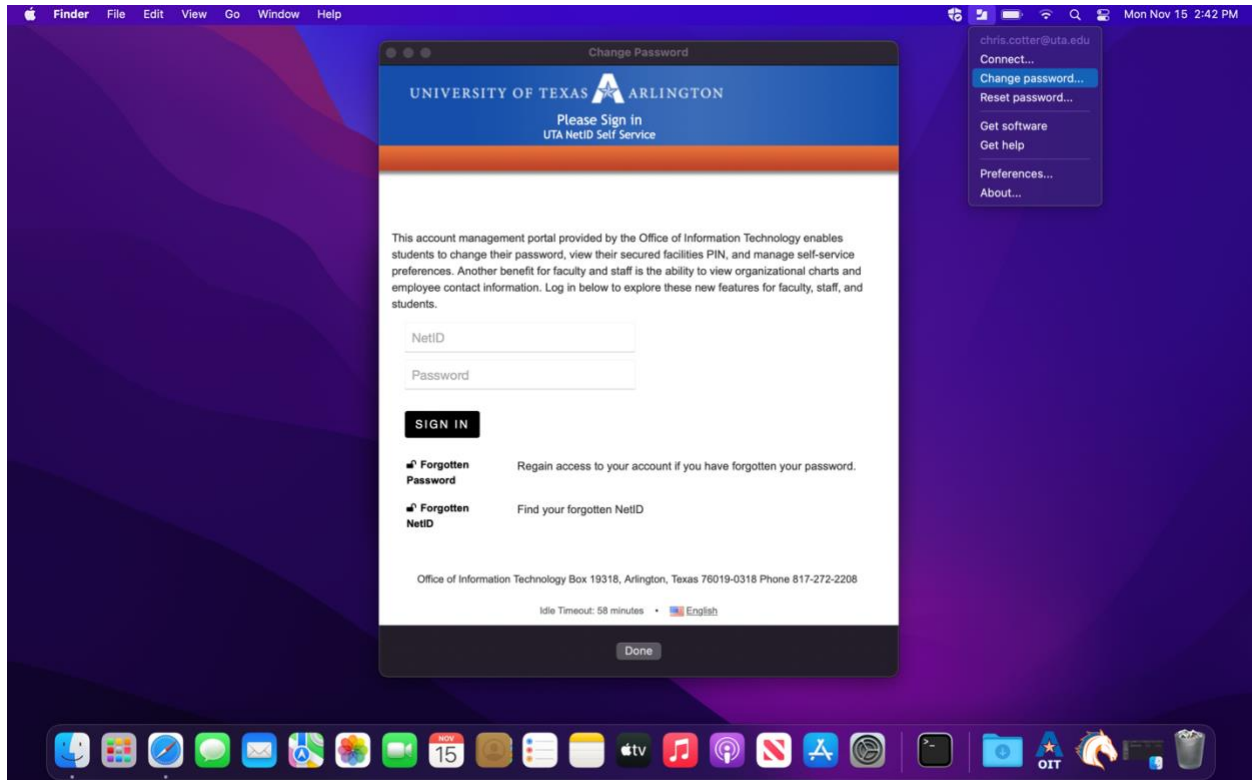 Finder File Edit View Go Window Help Mon Nov 15 2:42 PM
chris.cotter@uta.edu
Connect...
Change password...
Reset password...
Get software
Get help
Preferences...
About...
Change Password
UNIVERSITY OF TEXAS A ARLINGTON
Please Sign in
UTA NetID Self Service
This account management portal provided by the Office of Information Technology enables
students to change their password, view their secured facilities PIN, and manage self-service
preferences. Another benefit for faculty and staff is the ability to view organizational charts and
employee contact information. Log in below to explore these new features for faculty, staff, and
students.
NetID
Password
SIGN IN
Forgotten Password
Regain access to your account if you have forgotten your password.
Forgotten NetID
Find your forgotten NetID
Office of Information Technology Box 19318, Arlington, Texas 76019-0318 Phone 817-272-2208
Idle Timeout: 58 minutes • English
Done
NOV
15
tv
>_
OIT